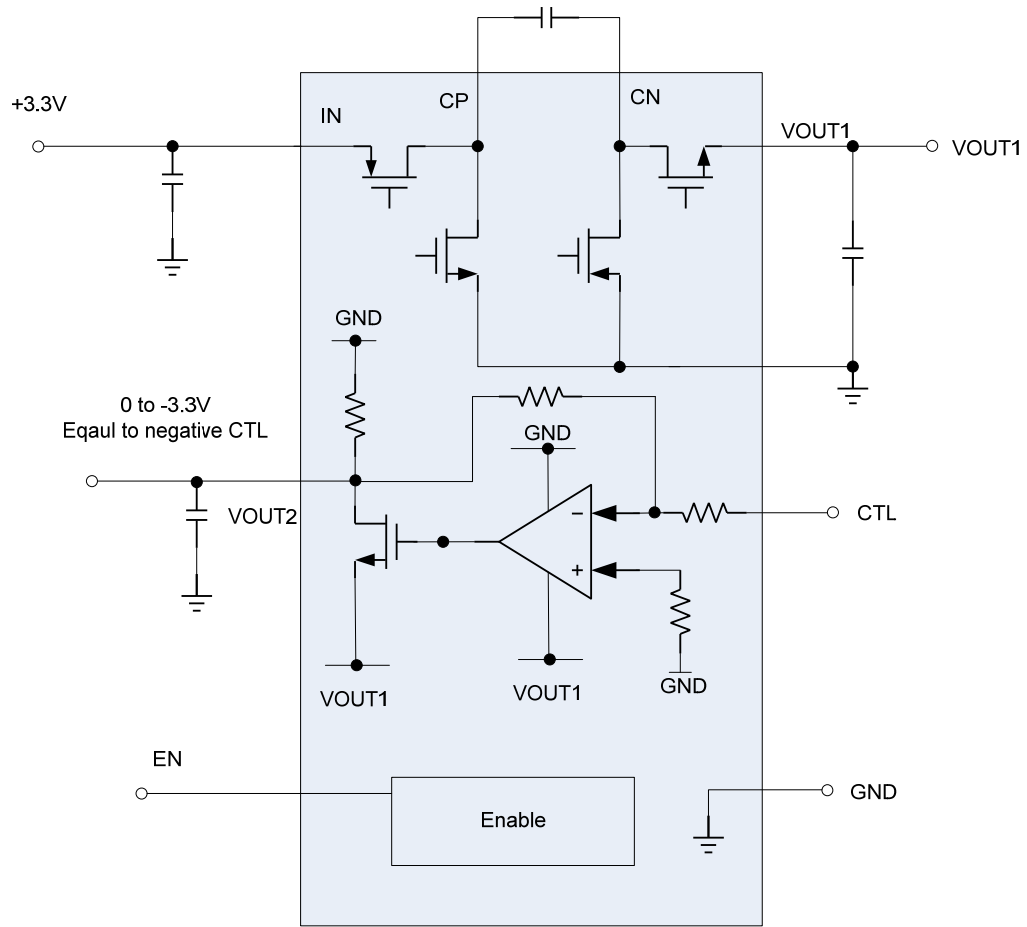 CP
CN
+3.3V
IN
VOUT1
VOUT1
GND
0 to -3.3V
Eqaul to negative CTL
GND
VOUT2
−
CTL
+
VOUT1
VOUT1
GND
EN
Enable
GND